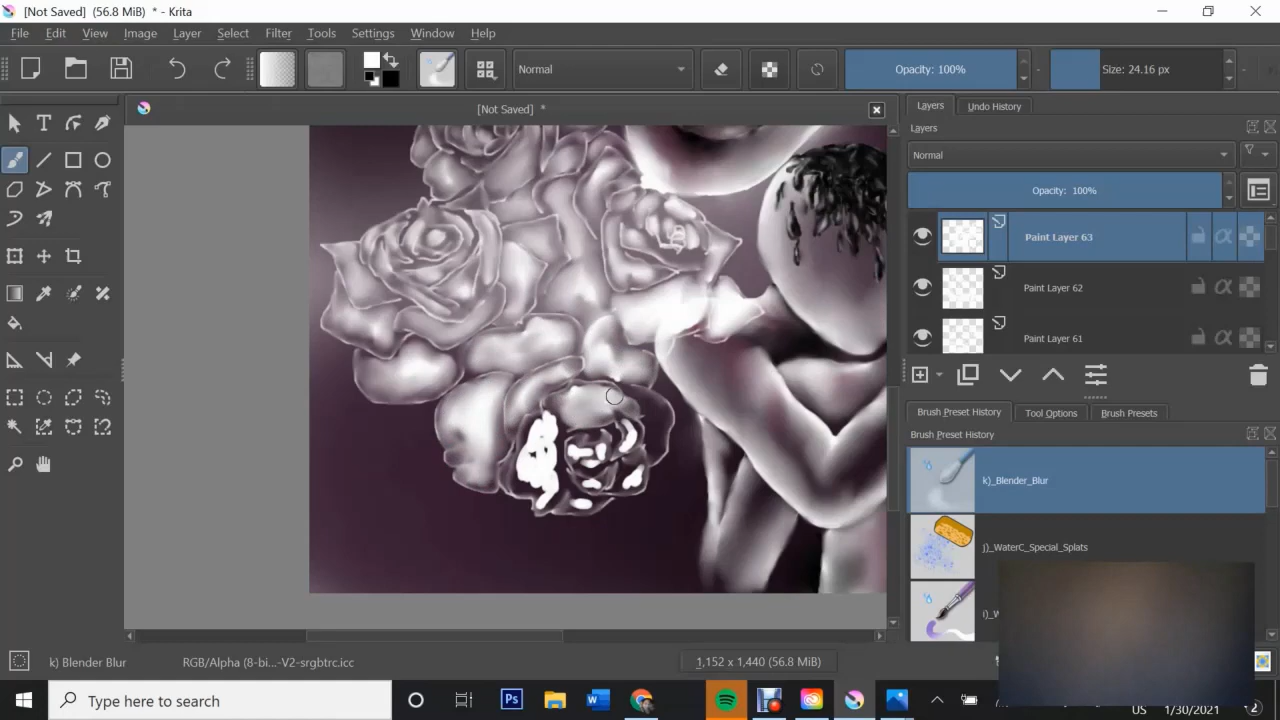 [Not Saved] (56.8 MiB) * - Krita
File Edit View Image Layer Select Filter Tools Settings Window Help
Normal
Opacity: 100%
Size: 24.16 px
[Not Saved] *
Layers
Undo History
Layers
Normal
Opacity: 100%
Paint Layer 63
Paint Layer 62
Paint Layer 61
Brush Preset History
Tool Options
Brush Presets
Brush Preset History
k)_Blender_Blur
j)_WaterC_Special_Splats
k) Blender Blur
RGB/Alpha (8-bi...-V2-srgbtrc.icc
1,152 x 1,440 (56.8 MiB)
Type here to search
US
1/30/2021
2